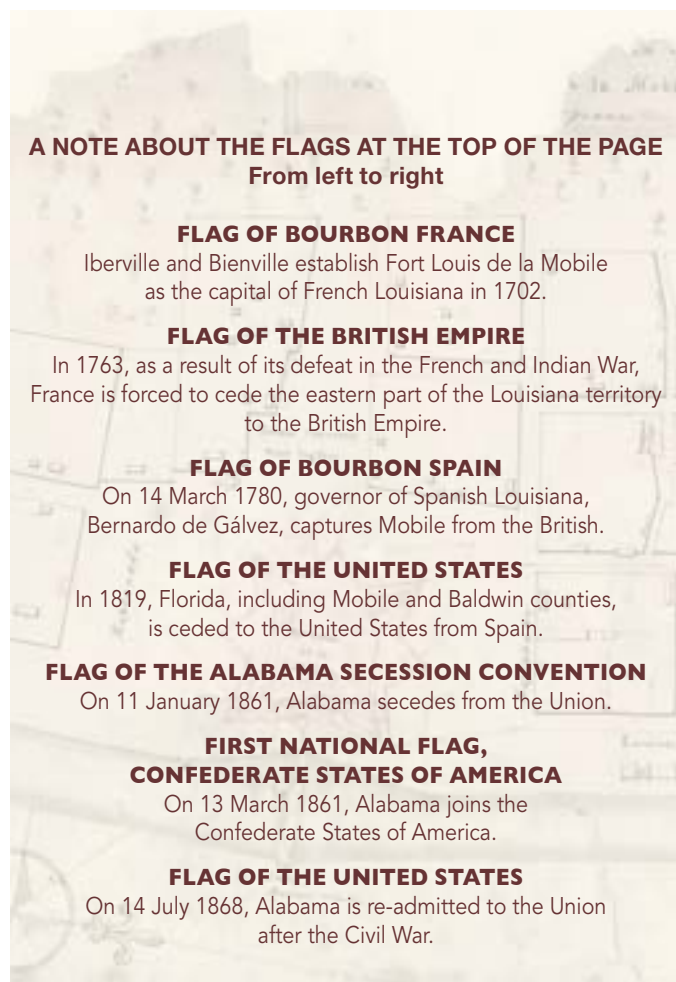 A NOTE ABOUT THE FLAGS AT THE TOP OF THE PAGE
From left to right
FLAG OF BOURBON FRANCE
Iberville and Bienville establish Fort Louis de la Mobile
as the capital of French Louisiana in 1702.
FLAG OF THE BRITISH EMPIRE
In 1763, as a result of its defeat in the French and Indian War,
France is forced to cede the eastern part of the Louisiana territory
to the British Empire.
FLAG OF BOURBON SPAIN
On 14 March 1780, governor of Spanish Louisiana,
Bernardo de Gálvez, captures Mobile from the British.
FLAG OF THE UNITED STATES
In 1819, Florida, including Mobile and Baldwin counties,
is ceded to the United States from Spain.
FLAG OF THE ALABAMA SECESSION CONVENTION
On 11 January 1861, Alabama secedes from the Union.
FIRST NATIONAL FLAG,
CONFEDERATE STATES OF AMERICA
On 13 March 1861, Alabama joins the
Confederate States of America.
FLAG OF THE UNITED STATES
On 14 July 1868, Alabama is re-admitted to the Union
after the Civil War.